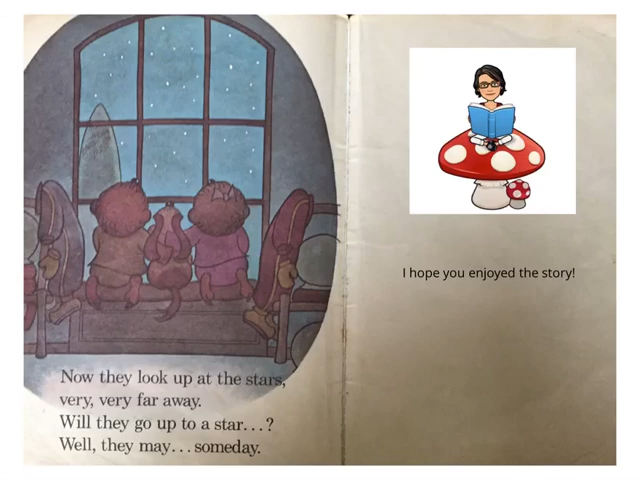 Now they look up at the stars,
very, very far away.
Will they go up to a star...?
Well, they may...someday.
I hope you enjoyed the story!